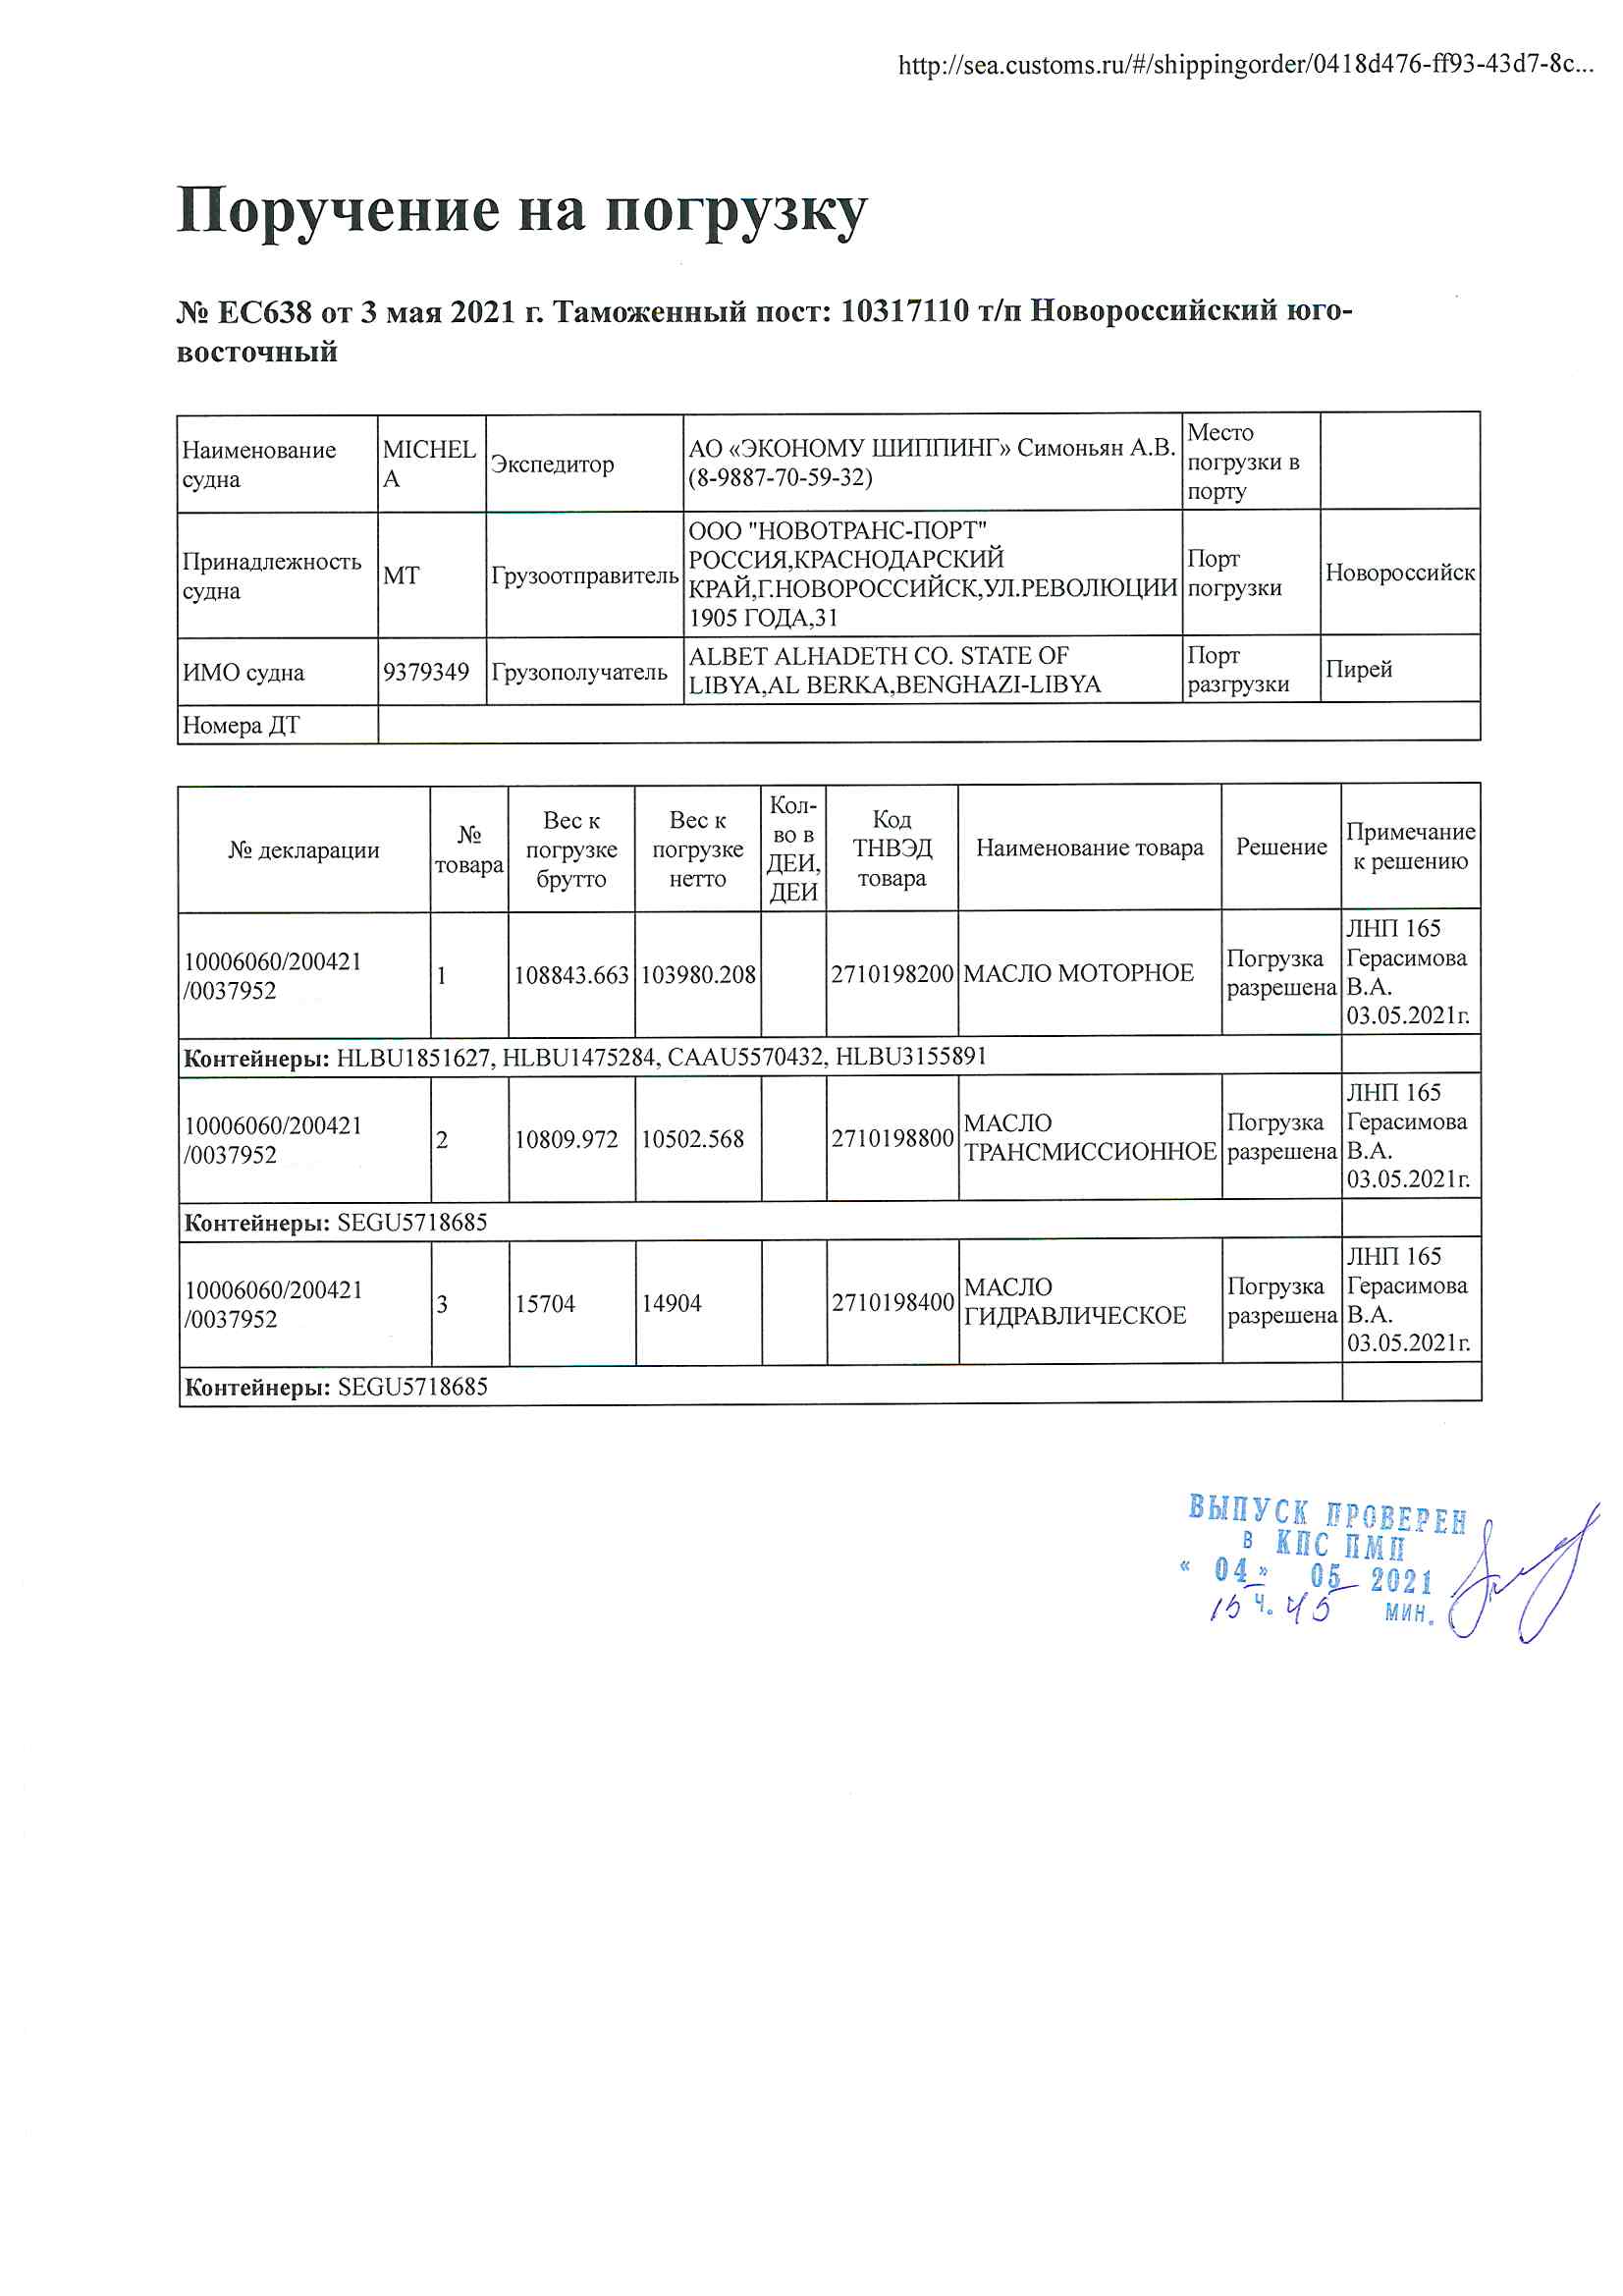 http://sea.customs.ru/#/shippingorder/0418d476-ff93-43d7-8c...
Поручение на погрузку
№ ЕС638 от 3 мая 2021 г. Таможенный пост: 10317110 т/п Новороссийский юго-
восточный
Наименование
судна
MICHEL
A
Экспедитор
АО «ЭКОНОМУ ШИППИНГ» Симоньян А.В.
(8-9887-70-59-32)
Место
погрузки в
порту
Принадлежность
судна
МТ
Грузоотправитель
ООО "НОВОТРАНС-ПОРТ"
РОССИЯ,КРАСНОДАРСКИЙ
КРАЙ,Г.НОВОРОССИЙСК,УЛ.РЕВОЛЮЦИИ
1905 ГОДА,31
Порт
погрузки
Новороссийск
ИМО судна
9379349
Грузополучатель
ALBET ALHADETH CO. STATE OF
LIBYA,AL BERKA,BENGHAZI-LIBYA
Порт
разгрузки
Пирей
Номера ДТ
№ декларации
№
товара
Вес к
погрузке
брутто
Вес к
погрузке
нетто
Кол-
во в
ДЕИ,
ДЕИ
Код
ТНВЭД
товара
Наименование товара
Решение
Примечание
к решению
10006060/200421
/0037952
1
108843.663
103980.208
2710198200
МАСЛО МОТОРНОЕ
Погрузка
разрешена
ЛНП 165
Герасимова
В.А.
03.05.2021г.
Контейнеры: HLBU1851627, HLBU1475284, CAAU5570432, HLBU3155891
10006060/200421
/0037952
2
10809.972
10502.568
2710198800
МАСЛО
ТРАНСМИССИОННОЕ
Погрузка
разрешена
ЛНП 165
Герасимова
В.А.
03.05.2021г.
Контейнеры: SEGU5718685
10006060/200421
/0037952
3
15704
14904
2710198400
МАСЛО
ГИДРАВЛИЧЕСКОЕ
Погрузка
разрешена
ЛНП 165
Герасимова
В.А.
03.05.2021г.
Контейнеры: SEGU5718685
ВЫПУСК ПРОВЕРЕН
в КПС ПМП
« 04 » 05 2021
15 ч. 45 мин.